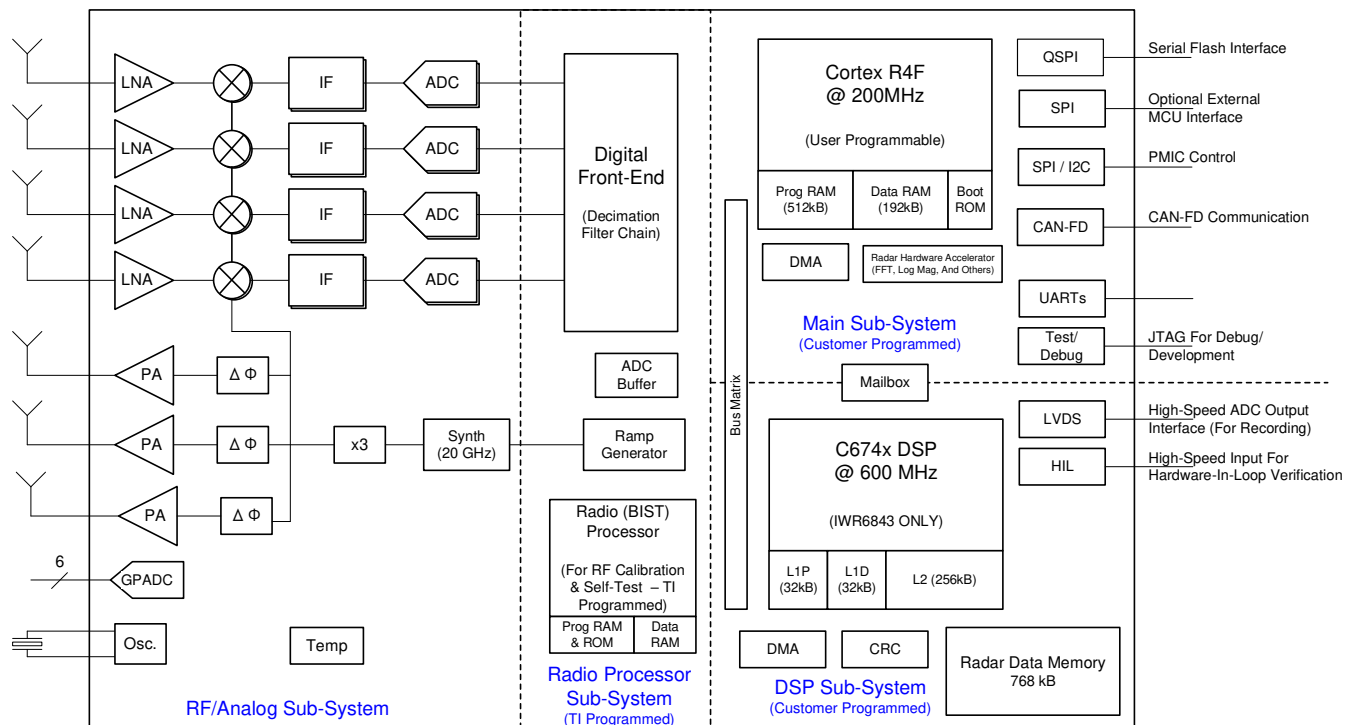 LNA
IF
ADC
LNA
IF
ADC
LNA
IF
ADC
LNA
IF
ADC
Digital
Front-End
(Decimation
Filter Chain)
PA
Δ Φ
PA
Δ Φ
PA
Δ Φ
x3
Synth
(20 GHz)
Ramp
Generator
ADC
Buffer
6
GPADC
Osc.
Temp
RF/Analog Sub-System
Radio (BIST)
Processor
(For RF Calibration
& Self-Test – TI
Programmed)
Prog RAM
& ROM
Data
RAM
Radio Processor
Sub-System
(TI Programmed)
Bus Matrix
Cortex R4F
@ 200MHz
(User Programmable)
Prog RAM
(512kB)
Data RAM
(192kB)
Boot
ROM
DMA
Radar Hardware Accelerator
(FFT, Log Mag, And Others)
Main Sub-System
(Customer Programmed)
Mailbox
C674x DSP
@ 600 MHz
(IWR6843 ONLY)
L1P
(32kB)
L1D
(32kB)
L2 (256kB)
DMA
CRC
DSP Sub-System
(Customer Programmed)
Radar Data Memory
768 kB
QSPI
Serial Flash Interface
SPI
Optional External
MCU Interface
SPI / I2C
PMIC Control
CAN-FD
CAN-FD Communication
UARTs
Test/
Debug
JTAG For Debug/
Development
LVDS
High-Speed ADC Output
Interface (For Recording)
HIL
High-Speed Input For
Hardware-In-Loop Verification